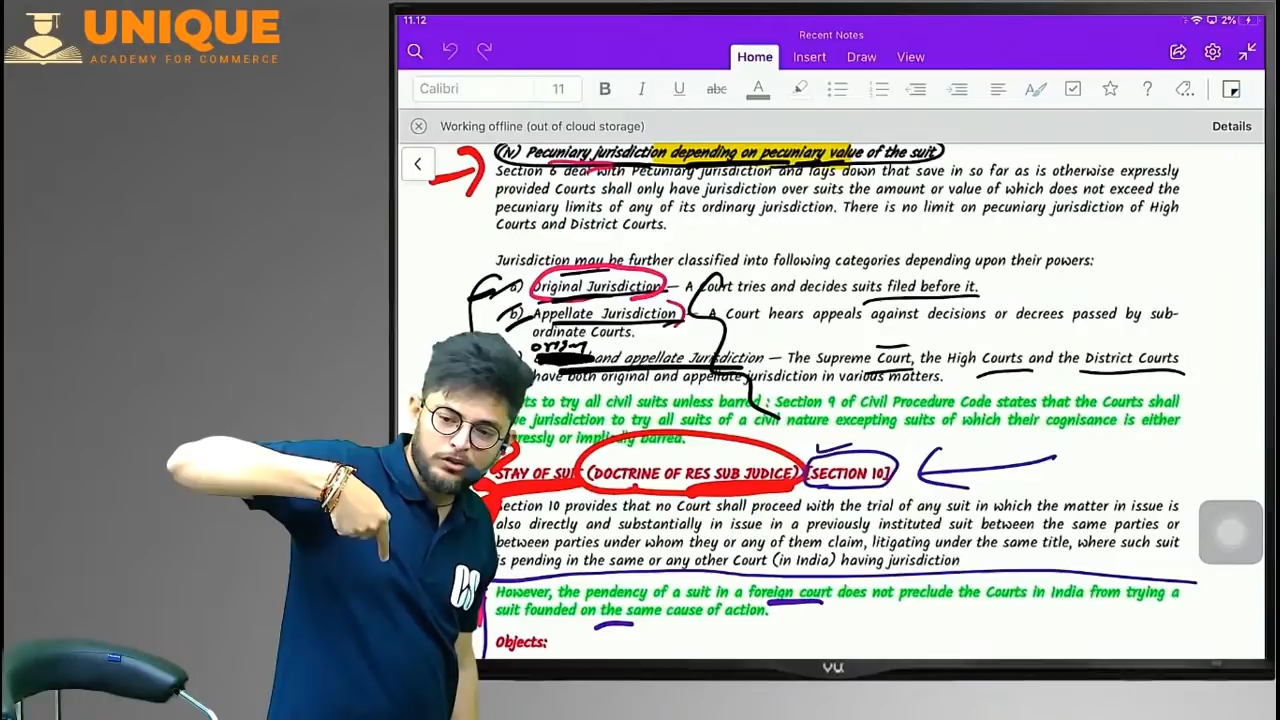 UNIQUE
ACADEMY FOR COMMERCE
11.12
2%
Recent Notes
Home Insert Draw View
Calibri 11 B I U abc A
Working offline (out of cloud storage) Details
(iv) Pecuniary jurisdiction depending on pecuniary value of the suit
Section 6 deal with Pecuniary jurisdiction and lays down that save in so far as is otherwise expressly
provided Courts shall only have jurisdiction over suits the amount or value of which does not exceed the
pecuniary limits of any of its ordinary jurisdiction. There is no limit on pecuniary jurisdiction of High
Courts and District Courts.
Jurisdiction may be further classified into following categories depending upon their powers:
a) Original Jurisdiction — A Court tries and decides suits filed before it.
b) Appellate Jurisdiction — A Court hears appeals against decisions or decrees passed by sub-
ordinate Courts.
and appellate Jurisdiction — The Supreme Court, the High Courts and the District Courts
have both original and appellate jurisdiction in various matters.
to try all civil suits unless barred : Section 9 of Civil Procedure Code states that the Courts shall
jurisdiction to try all suits of a civil nature excepting suits of which their cognisance is either
or impliedly barred.
STAY OF SUIT (DOCTRINE OF RES SUB JUDICE) [SECTION 10]
Section 10 provides that no Court shall proceed with the trial of any suit in which the matter in issue is
also directly and substantially in issue in a previously instituted suit between the same parties or
between parties under whom they or any of them claim, litigating under the same title, where such suit
is pending in the same or any other Court (in India) having jurisdiction
However, the pendency of a suit in a foreign court does not preclude the Courts in India from trying a
suit founded on the same cause of action.
Objects:
VU